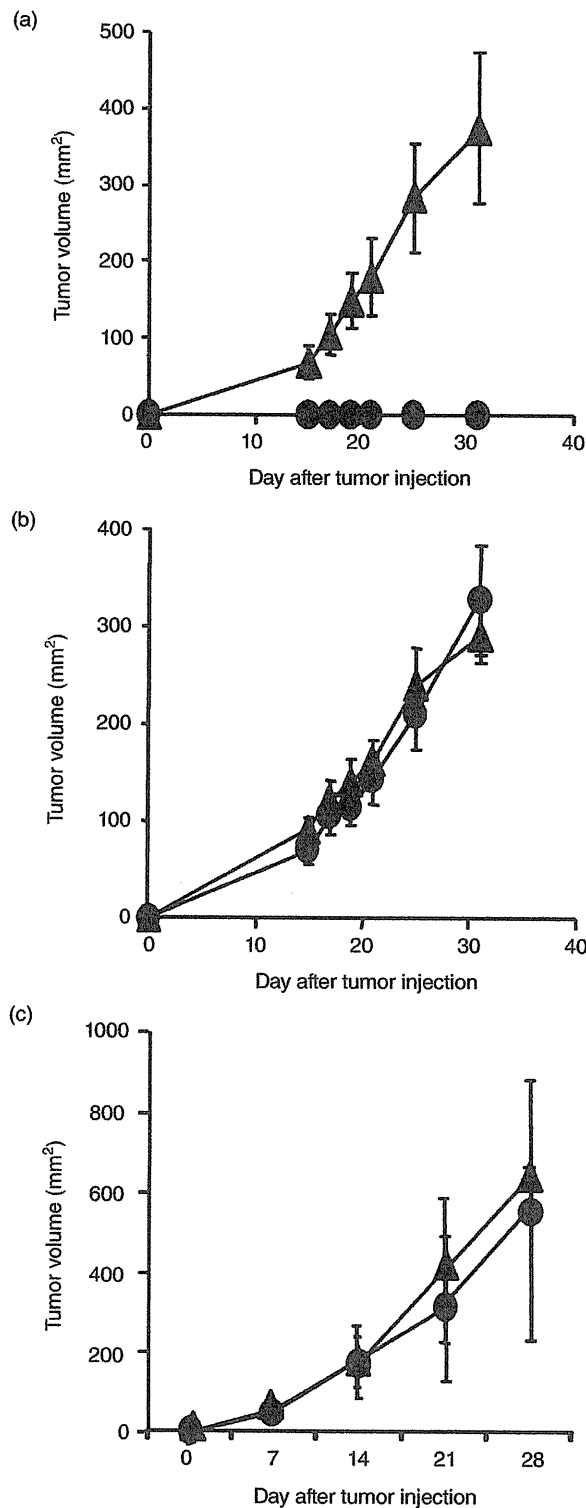 (a)
500
400
300
200
100
0
Tumor volume (mm²)
0 10 20 30 40
Day after tumor injection
(b)
400
300
200
100
0
Tumor volume (mm²)
0 10 20 30 40
Day after tumor injection
(c)
1000
800
600
400
200
0
Tumor volume (mm²)
0 7 14 21 28
Day after tumor injection